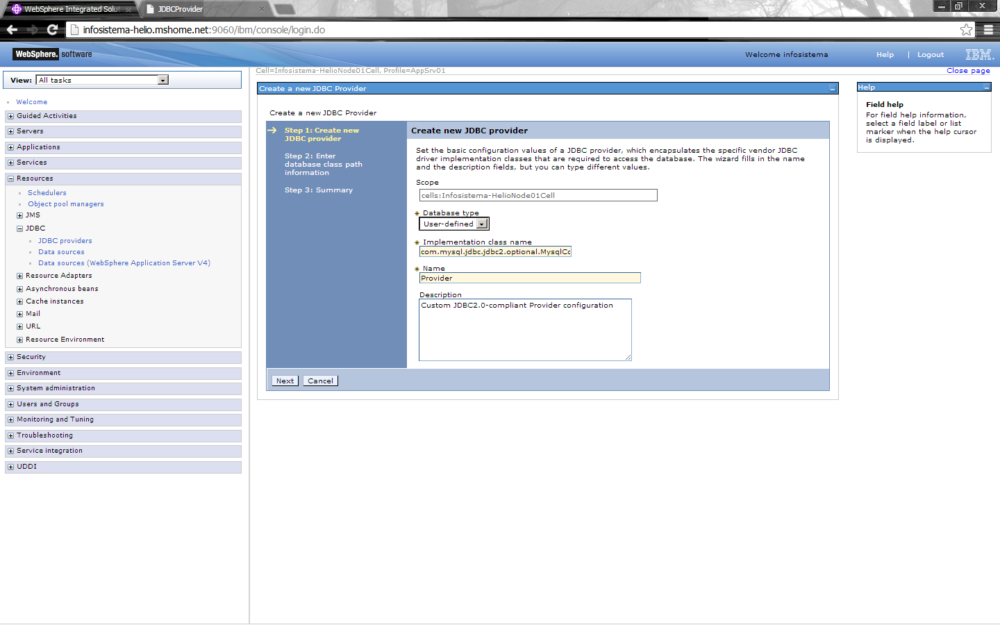 WebSphere Integrated Solut
JDBCProvider
infosistema-helio.mshome.net:9060/ibm/console/login.do
WebSphere. software
Welcome infosistema
Help | Logout
IBM.
View: All tasks
Cell=Infosistema-HelioNode01Cell, Profile=AppSrv01
Close page
Welcome
Guided Activities
Servers
Applications
Services
Resources
Schedulers
Object pool managers
JMS
JDBC
JDBC providers
Data sources
Data sources (WebSphere Application Server V4)
Resource Adapters
Asynchronous beans
Cache instances
Mail
URL
Resource Environment
Security
Environment
System administration
Users and Groups
Monitoring and Tuning
Troubleshooting
Service integration
UDDI
Create a new JDBC Provider
Create a new JDBC Provider
Step 1: Create new
JDBC provider
Step 2: Enter
database class path
information
Step 3: Summary
Create new JDBC provider
Set the basic configuration values of a JDBC provider, which encapsulates the specific vendor JDBC
driver implementation classes that are required to access the database. The wizard fills in the name
and the description fields, but you can type different values.
Scope
cells:Infosistema-HelioNode01Cell
* Database type
User-defined
* Implementation class name
com.mysql.jdbc.jdbc2.optional.MysqlCo
* Name
Provider
Description
Custom JDBC2.0-compliant Provider configuration
Next
Cancel
Help
Field help
For field help information,
select a field label or list
marker when the help cursor
is displayed.